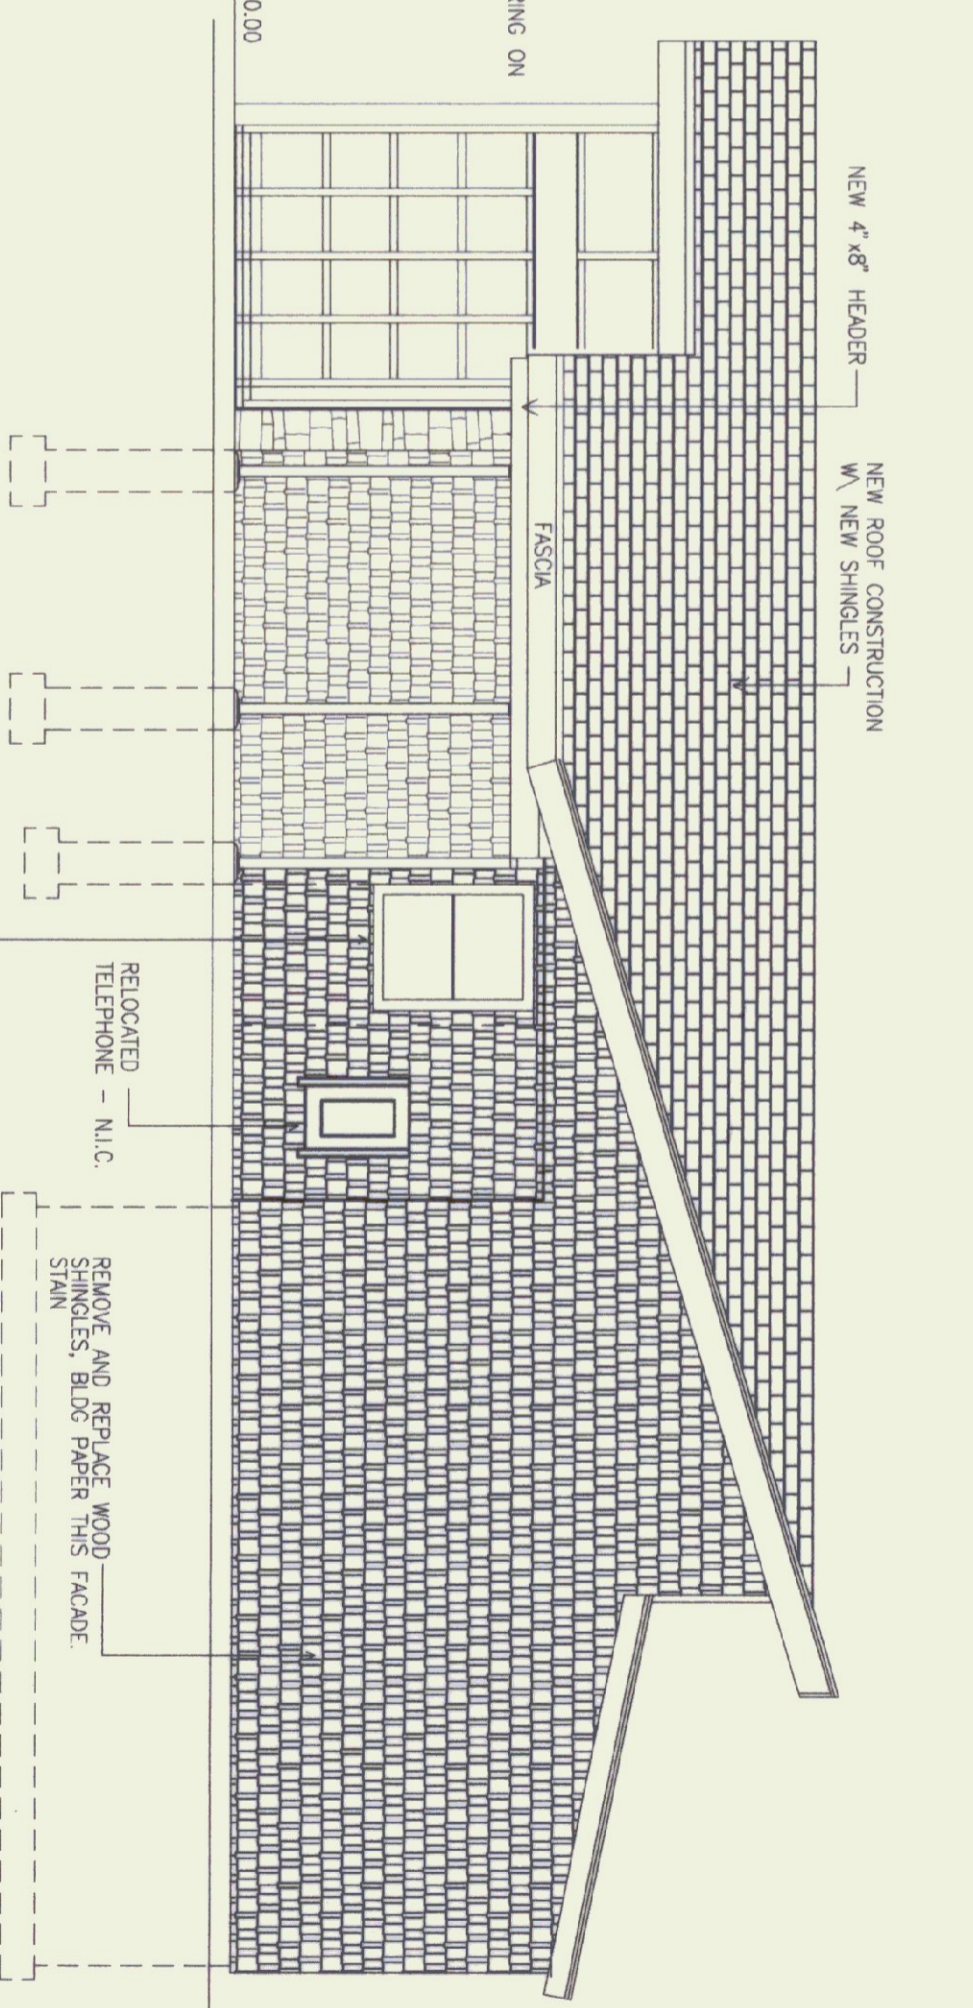 NEW 4" x8" HEADER
NEW ROOF CONSTRUCTION
W\ NEW SHINGLES
RING ON
FASCIA
0.00
RELOCATED
TELEPHONE - N.I.C.
REMOVE AND REPLACE WOOD
SHINGLES, BLDG PAPER THIS FACADE.
STAIN